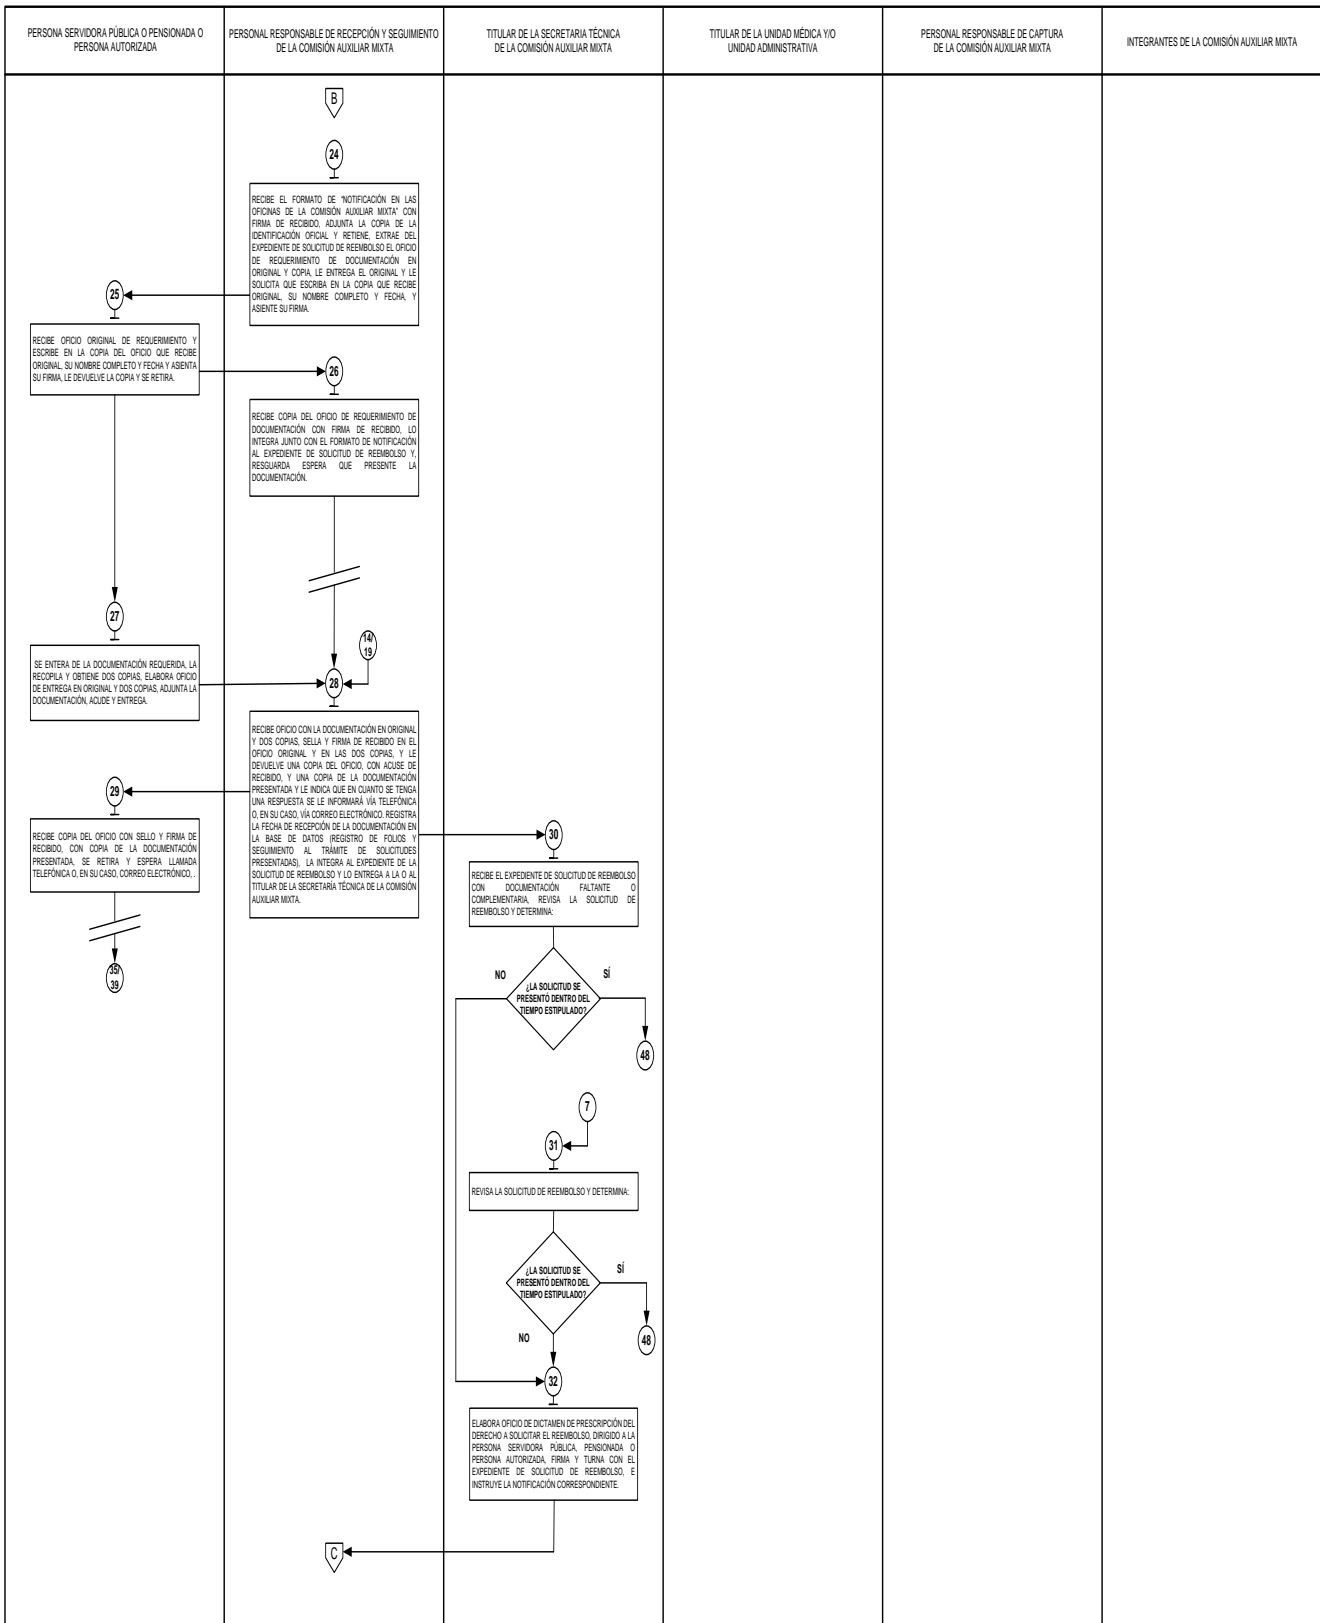 PERSONA SERVIDORA PÚBLICA O PENSIONADA O
PERSONA AUTORIZADA
PERSONAL RESPONSABLE DE RECEPCIÓN Y SEGUIMIENTO
DE LA COMISIÓN AUXILIAR MIXTA
TITULAR DE LA SECRETARIA TÉCNICA
DE LA COMISIÓN AUXILIAR MIXTA
TITULAR DE LA UNIDAD MÉDICA Y/O
UNIDAD ADMINISTRATIVA
PERSONAL RESPONSABLE DE CAPTURA
DE LA COMISIÓN AUXILIAR MIXTA
INTEGRANTES DE LA COMISIÓN AUXILIAR MIXTA
B
24
RECIBE EL FORMATO DE "NOTIFICACIÓN EN LAS
OFICINAS DE LA COMISIÓN AUXILIAR MIXTA" CON
FIRMA DE RECIBIDO, ADJUNTA LA COPIA DE LA
IDENTIFICACIÓN OFICIAL Y RETIENE, EXTRAE DEL
EXPEDIENTE DE SOLICITUD DE REEMBOLSO EL OFICIO
DE REQUERIMIENTO DE DOCUMENTACIÓN EN
ORIGINAL Y COPIA, LE ENTREGA EL ORIGINAL Y LE
SOLICITA QUE ESCRIBA EN LA COPIA QUE RECIBE
ORIGINAL, SU NOMBRE COMPLETO Y FECHA, Y
ASIENTE SU FIRMA.
25
RECIBE OFICIO ORIGINAL DE REQUERIMIENTO Y
ESCRIBE EN LA COPIA DEL OFICIO QUE RECIBE
ORIGINAL, SU NOMBRE COMPLETO Y FECHA Y ASIENTA
SU FIRMA, LE DEVUELVE LA COPIA Y SE RETIRA.
26
RECIBE COPIA DEL OFICIO DE REQUERIMIENTO DE
DOCUMENTACIÓN CON FIRMA DE RECIBIDO, LO
INTEGRA JUNTO CON EL FORMATO DE NOTIFICACIÓN
AL EXPEDIENTE DE SOLICITUD DE REEMBOLSO Y,
RESGUARDA ESPERA QUE PRESENTE LA
DOCUMENTACIÓN.
27
SE ENTERA DE LA DOCUMENTACIÓN REQUERIDA, LA
RECOPILA Y OBTIENE DOS COPIAS, ELABORA OFICIO
DE ENTREGA EN ORIGINAL Y DOS COPIAS, ADJUNTA LA
DOCUMENTACIÓN, ACUDE Y ENTREGA.
14/
19
28
RECIBE OFICIO CON LA DOCUMENTACIÓN EN ORIGINAL
Y DOS COPIAS, SELLA Y FIRMA DE RECIBIDO EN EL
OFICIO ORIGINAL Y EN LAS DOS COPIAS, Y LE
DEVUELVE UNA COPIA DEL OFICIO, CON ACUSE DE
RECIBIDO, Y UNA COPIA DE LA DOCUMENTACIÓN
PRESENTADA Y LE INDICA QUE EN CUANTO SE TENGA
UNA RESPUESTA SE LE INFORMARÁ VÍA TELEFÓNICA
O, EN SU CASO, VÍA CORREO ELECTRÓNICO. REGISTRA
LA FECHA DE RECEPCIÓN DE LA DOCUMENTACIÓN EN
LA BASE DE DATOS (REGISTRO DE FOLIOS Y
SEGUIMIENTO AL TRÁMITE DE SOLICITUDES
PRESENTADAS), LA INTEGRA AL EXPEDIENTE DE LA
SOLICITUD DE REEMBOLSO Y LO ENTREGA A LA O AL
TITULAR DE LA SECRETARÍA TÉCNICA DE LA COMISIÓN
AUXILIAR MIXTA.
29
RECIBE COPIA DEL OFICIO CON SELLO Y FIRMA DE
RECIBIDO, CON COPIA DE LA DOCUMENTACIÓN
PRESENTADA, SE RETIRA Y ESPERA LLAMADA
TELEFÓNICA O, EN SU CASO, CORREO ELECTRÓNICO, .
35/
39
30
RECIBE EL EXPEDIENTE DE SOLICITUD DE REEMBOLSO
CON DOCUMENTACIÓN FALTANTE O
COMPLEMENTARIA, REVISA LA SOLICITUD DE
REEMBOLSO Y DETERMINA:
NO
SÍ
¿LA SOLICITUD SE
PRESENTÓ DENTRO DEL
TIEMPO ESTIPULADO?
48
7
31
REVISA LA SOLICITUD DE REEMBOLSO Y DETERMINA:
¿LA SOLICITUD SE
PRESENTÓ DENTRO DEL
TIEMPO ESTIPULADO?
SÍ
NO
48
32
ELABORA OFICIO DE DICTAMEN DE PRESCRIPCIÓN DEL
DERECHO A SOLICITAR EL REEMBOLSO, DIRIGIDO A LA
PERSONA SERVIDORA PÚBLICA, PENSIONADA O
PERSONA AUTORIZADA, FIRMA Y TURNA CON EL
EXPEDIENTE DE SOLICITUD DE REEMBOLSO, E
INSTRUYE LA NOTIFICACIÓN CORRESPONDIENTE.
C